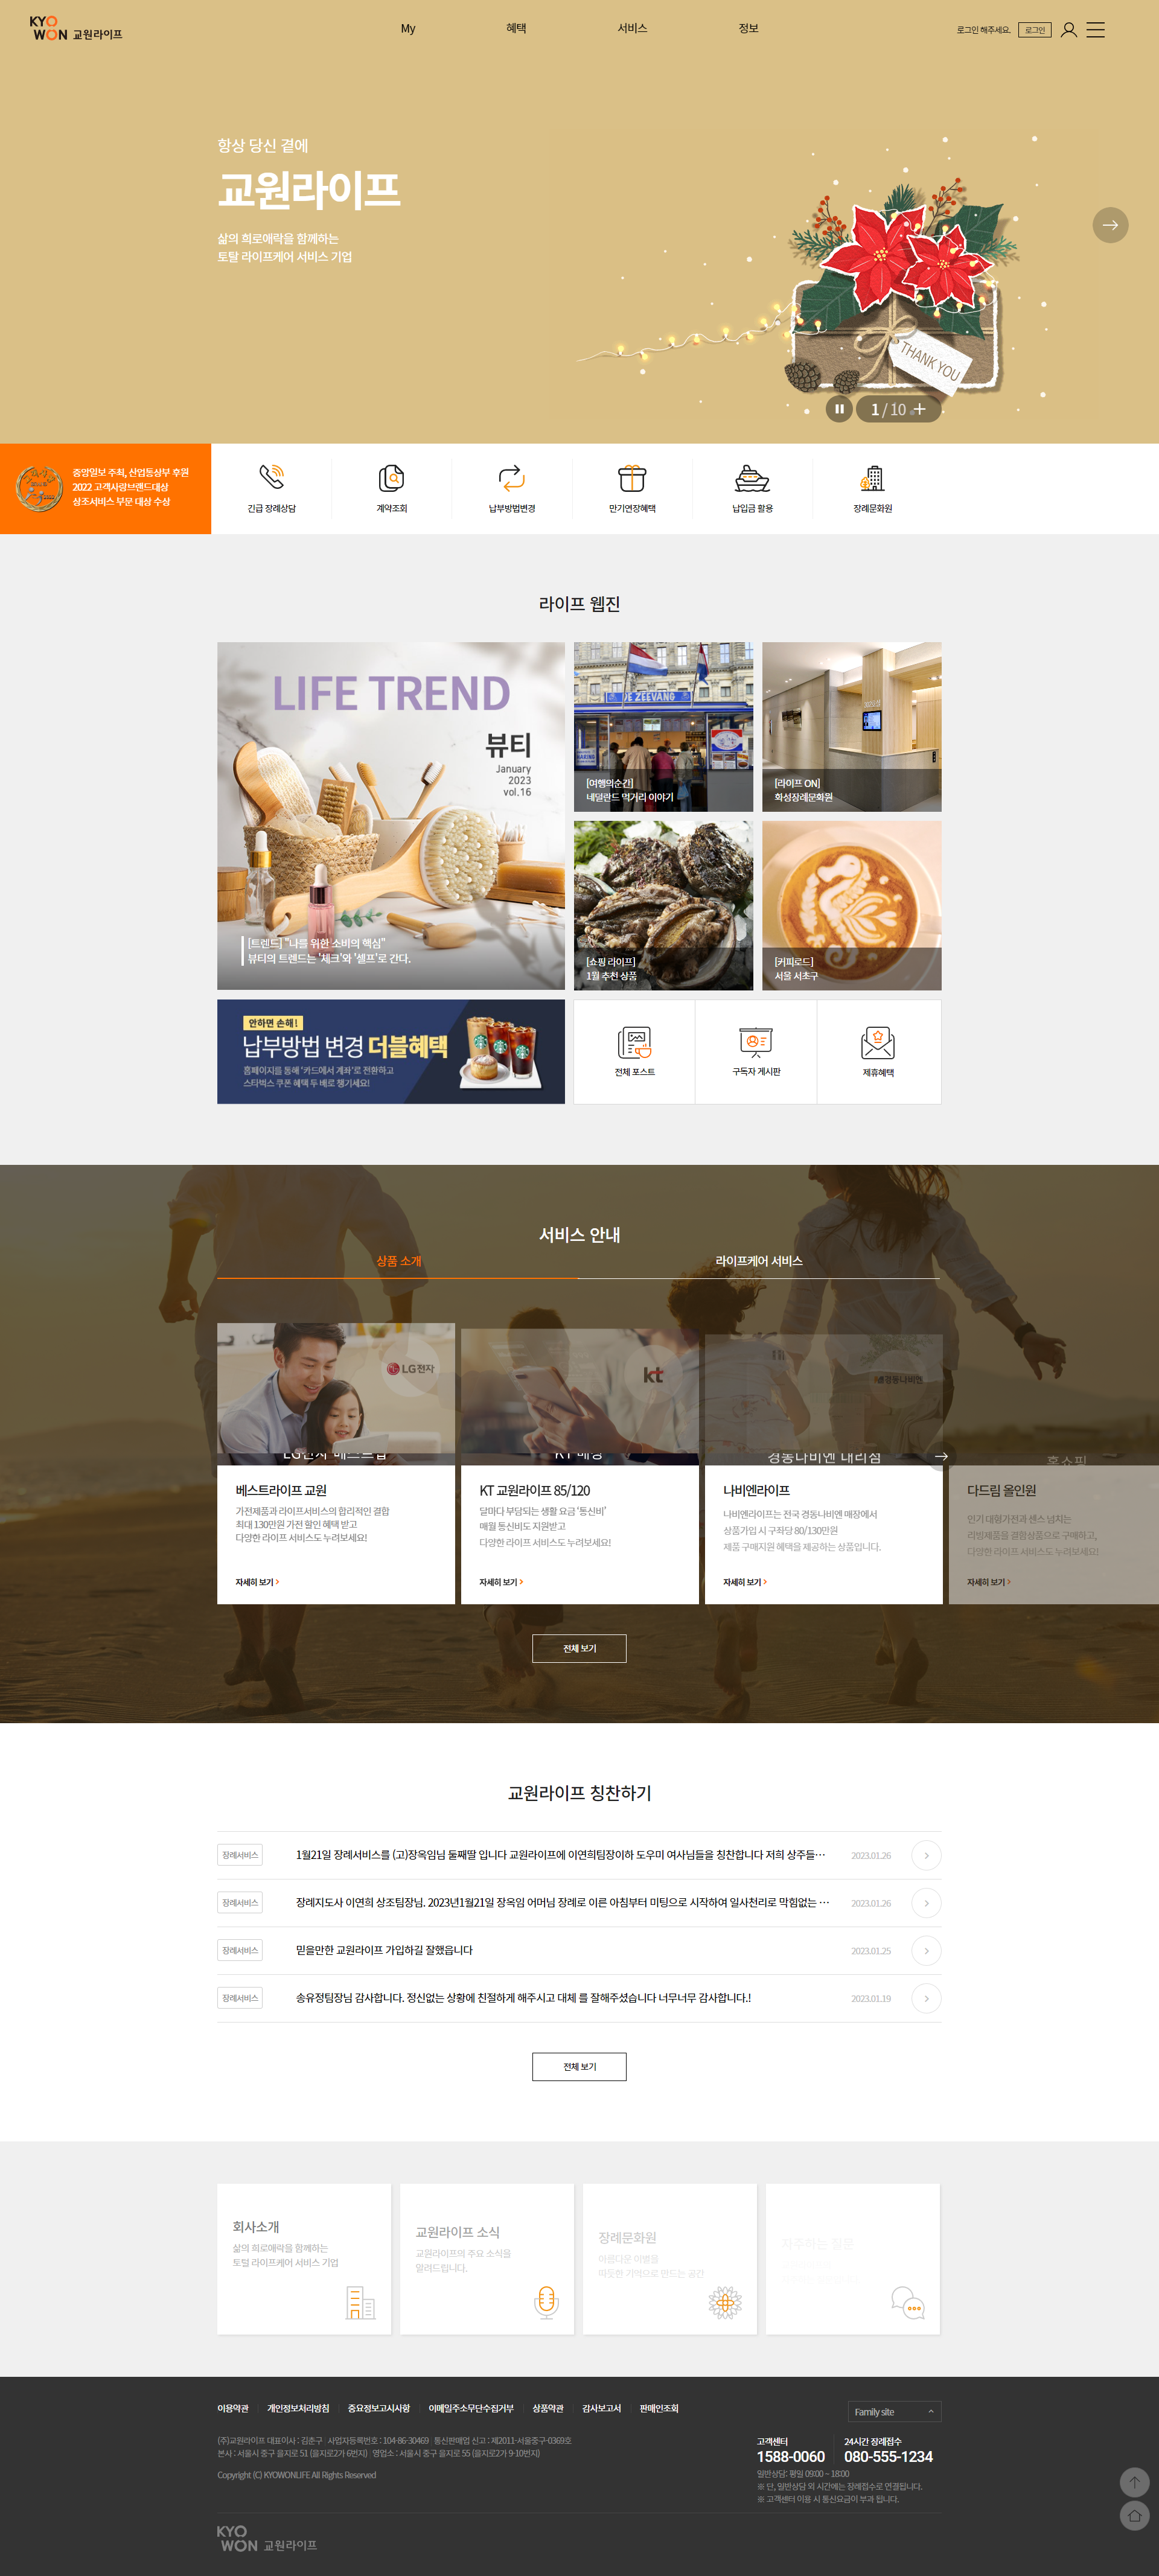 KYO
WON 교원라이프
My
혜택
서비스
정보
로그인 해주세요.
로그인
항상 당신 곁에
교원라이프
삶의 희로애락을 함께하는
토탈 라이프케어 서비스 기업
THANK YOU
1 / 10
중앙일보 주최, 산업통상부 후원
2022 고객사랑브랜드대상
상조서비스 부문 대상 수상
긴급 장례상담
계약조회
납부방법변경
만기연장혜택
납입금 활용
장례문화원
라이프 웹진
LIFE TREND
뷰티
January
2023
vol.16
[트렌드] "나를 위한 소비의 핵심"
뷰티의 트렌드는 '체크'와 '셀프'로 간다.
DE ZEEVANG
[여행의순간]
네덜란드 먹거리 이야기
[라이프 ON]
화성장례문화원
[쇼핑 라이프]
1월 추천 상품
[커피로드]
서울 서초구
안하면 손해!
납부방법 변경 더블혜택
홈페이지를 통해 '카드에서 계좌'로 전환하고
스타벅스 쿠폰 혜택 두 배로 챙기세요!
전체 포스트
구독자 게시판
제휴혜택
서비스 안내
상품 소개
라이프케어 서비스
LG전자
LG전자 베스트샵
베스트라이프 교원
가전제품과 라이프서비스의 합리적인 결합
최대 130만원 가전 할인 혜택 받고
다양한 라이프 서비스도 누려보세요!
자세히 보기
kt
KT 매장
KT 교원라이프 85/120
달마다 부담되는 생활 요금 '통신비'
매월 통신비도 지원받고
다양한 라이프 서비스도 누려보세요!
자세히 보기
경동나비엔
경동나비엔 대리점
나비엔라이프
나비엔라이프는 전국 경동나비엔 매장에서
상품가입 시 구좌당 80/130만원
제품 구매지원 혜택을 제공하는 상품입니다.
자세히 보기
홈쇼핑
다드림 올인원
인기 대형가전과 센스 넘치는
리빙제품을 결합상품으로 구매하고,
다양한 라이프 서비스도 누려보세요!
자세히 보기
전체 보기
교원라이프 칭찬하기
장례서비스
1월21일 장례서비스를 (고)장옥임님 둘째딸 입니다 교원라이프에 이연희팀장이하 도우미 여사님들을 칭찬합니다 저희 상주들…
2023.01.26
장례서비스
장례지도사 이연희 상조팀장님. 2023년1월21일 장옥임 어머님 장례로 이른 아침부터 미팅으로 시작하여 일사천리로 막힘없는 …
2023.01.26
장례서비스
믿을만한 교원라이프 가입하길 잘했읍니다
2023.01.25
장례서비스
송유정팀장님 감사합니다. 정신없는 상황에 친절하게 해주시고 대체 를 잘해주셨습니다 너무너무 감사합니다.!
2023.01.19
전체 보기
회사소개
삶의 희로애락을 함께하는
토털 라이프케어 서비스 기업
교원라이프 소식
교원라이프의 주요 소식을
알려드립니다.
장례문화원
아름다운 이별을
따듯한 기억으로 만드는 공간
자주하는 질문
이용약관
개인정보처리방침
중요정보고시사항
이메일주소무단수집거부
상품약관
감사보고서
판매인조회
Family site
(주)교원라이프 대표이사 : 김춘구 사업자등록번호 : 104-86-30469 통신판매업 신고 : 제2011-서울중구-0369호
본사 : 서울시 중구 을지로 51 (을지로2가 6번지) 영업소 : 서울시 중구 을지로 55 (을지로2가 9-10번지)
Copyright (C) KYOWONLIFE All Rights Reserved
고객센터
1588-0060
24시간 장례접수
080-555-1234
일반상담: 평일 09:00 ~ 18:00
※ 단, 일반상담 외 시간에는 장례접수로 연결됩니다.
※ 고객센터 이용 시 통신요금이 부과 됩니다.
KYO
WON 교원라이프